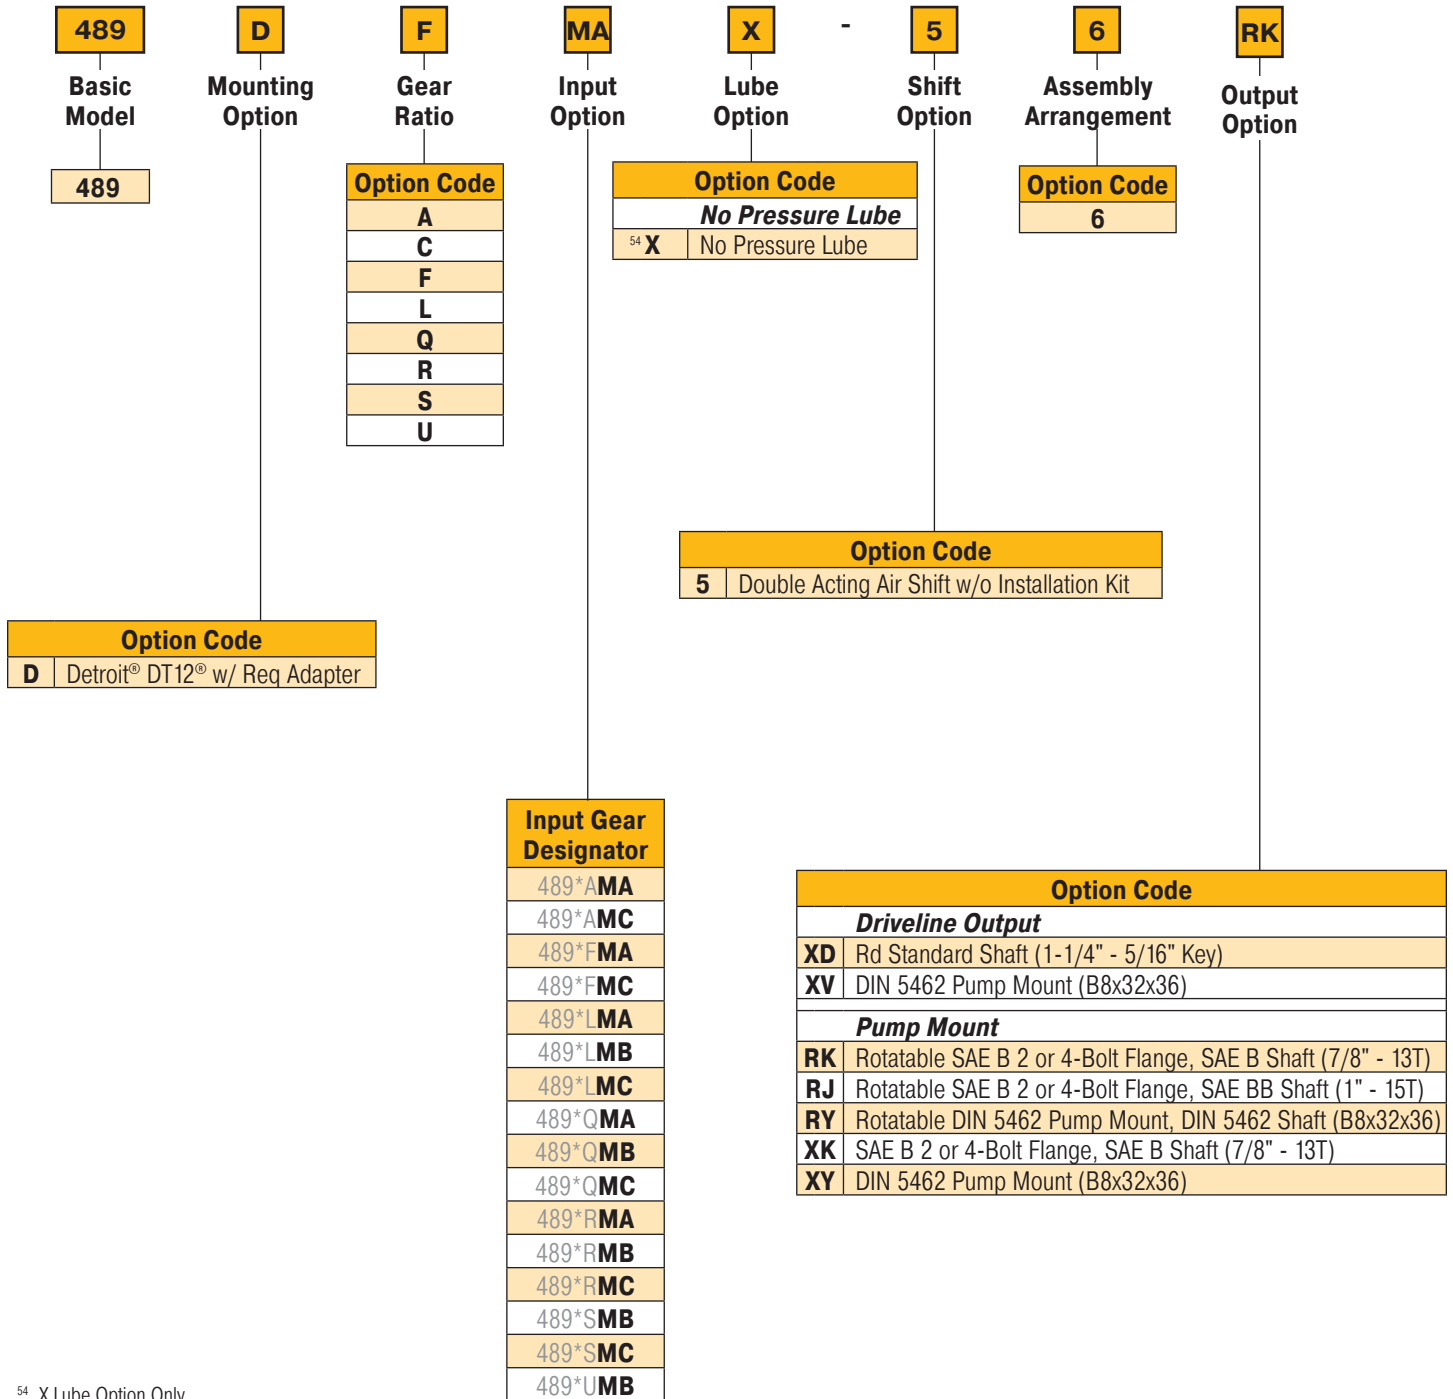 489 D F MA X - 5 6 RK
Basic Model
Mounting Option
Gear Ratio
Input Option
Lube Option
Shift Option
Assembly Arrangement
Output Option
489
Option Code
A
C
F
L
Q
R
S
U
Option Code
No Pressure Lube
54 X No Pressure Lube
Option Code
6
Option Code
5 Double Acting Air Shift w/o Installation Kit
Option Code
D Detroit® DT12® w/ Req Adapter
Input Gear
Designator
489*AMA
489*AMC
489*FMA
489*FMC
489*LMA
489*LMB
489*LMC
489*QMA
489*QMB
489*QMC
489*RMA
489*RMB
489*RMC
489*SMB
489*SMC
489*UMB
Option Code
Driveline Output
XD Rd Standard Shaft (1-1/4" - 5/16" Key)
XV DIN 5462 Pump Mount (B8x32x36)
Pump Mount
RK Rotatable SAE B 2 or 4-Bolt Flange, SAE B Shaft (7/8" - 13T)
RJ Rotatable SAE B 2 or 4-Bolt Flange, SAE BB Shaft (1" - 15T)
RY Rotatable DIN 5462 Pump Mount, DIN 5462 Shaft (B8x32x36)
XK SAE B 2 or 4-Bolt Flange, SAE B Shaft (7/8" - 13T)
XY DIN 5462 Pump Mount (B8x32x36)
54 X Lube Option Only